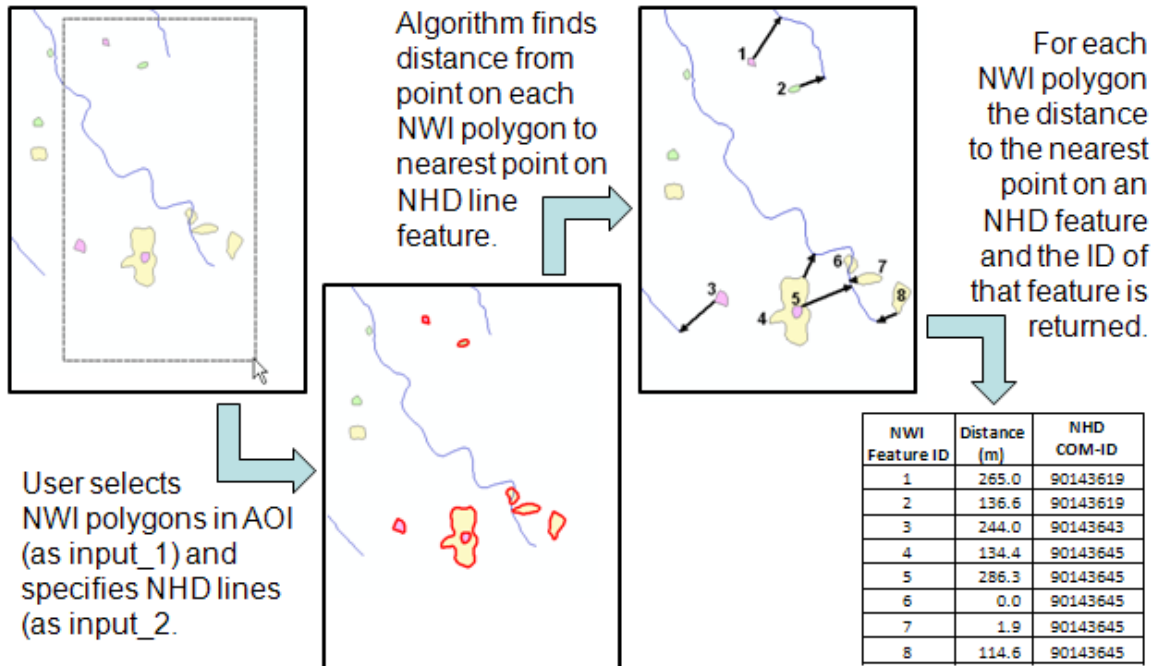 User selects
NWI polygons in AOI
(as input_1) and
specifies NHD lines
(as input_2.
Algorithm finds
distance from
point on each
NWI polygon to
nearest point on
NHD line
feature.
1
2
3
4
5
6
7
8
For each
NWI polygon
the distance
to the nearest
point on an
NHD feature
and the ID of
that feature is
returned.
NWI Feature ID Distance (m) NHD COM-ID
1 265.0 90143619
2 136.6 90143619
3 244.0 90143643
4 134.4 90143645
5 286.3 90143645
6 0.0 90143645
7 1.9 90143645
8 114.6 90143645